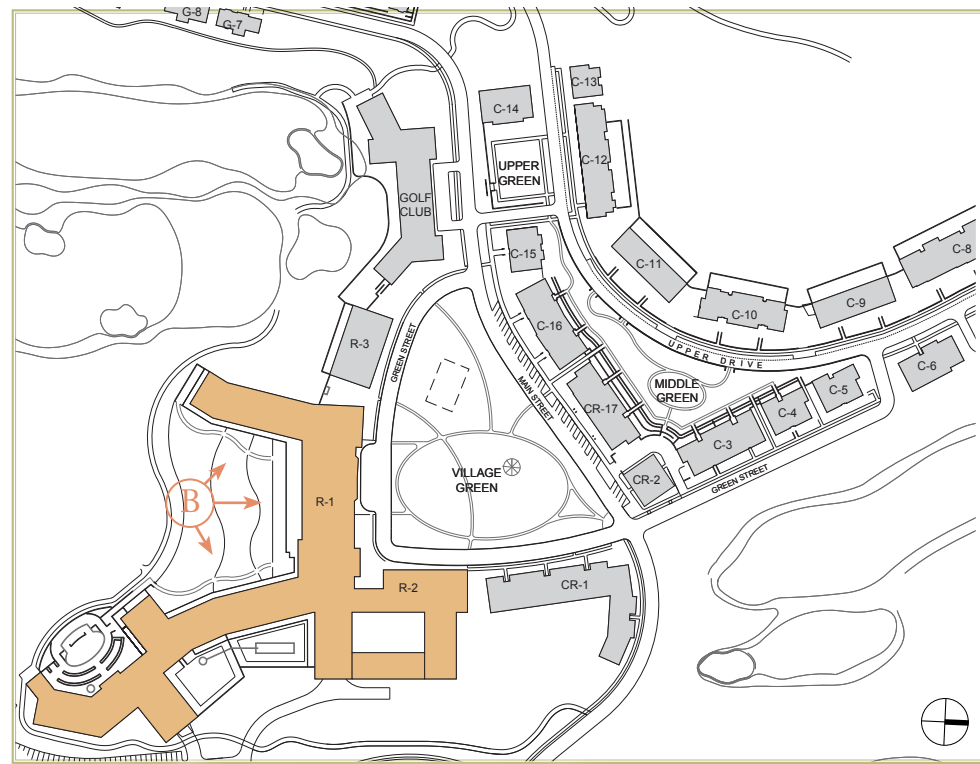 G-8
G-7
C-13
C-14
C-12
UPPER
GREEN
GOLF
CLUB
C-15
C-11
C-8
C-10
C-9
C-16
R-3
GREEN STREET
UPPER DRIVE
MAIN STREET
MIDDLE
GREEN
C-6
C-5
CR-17
C-4
C-3
VILLAGE
GREEN
CR-2
GREEN STREET
B
R-1
R-2
CR-1